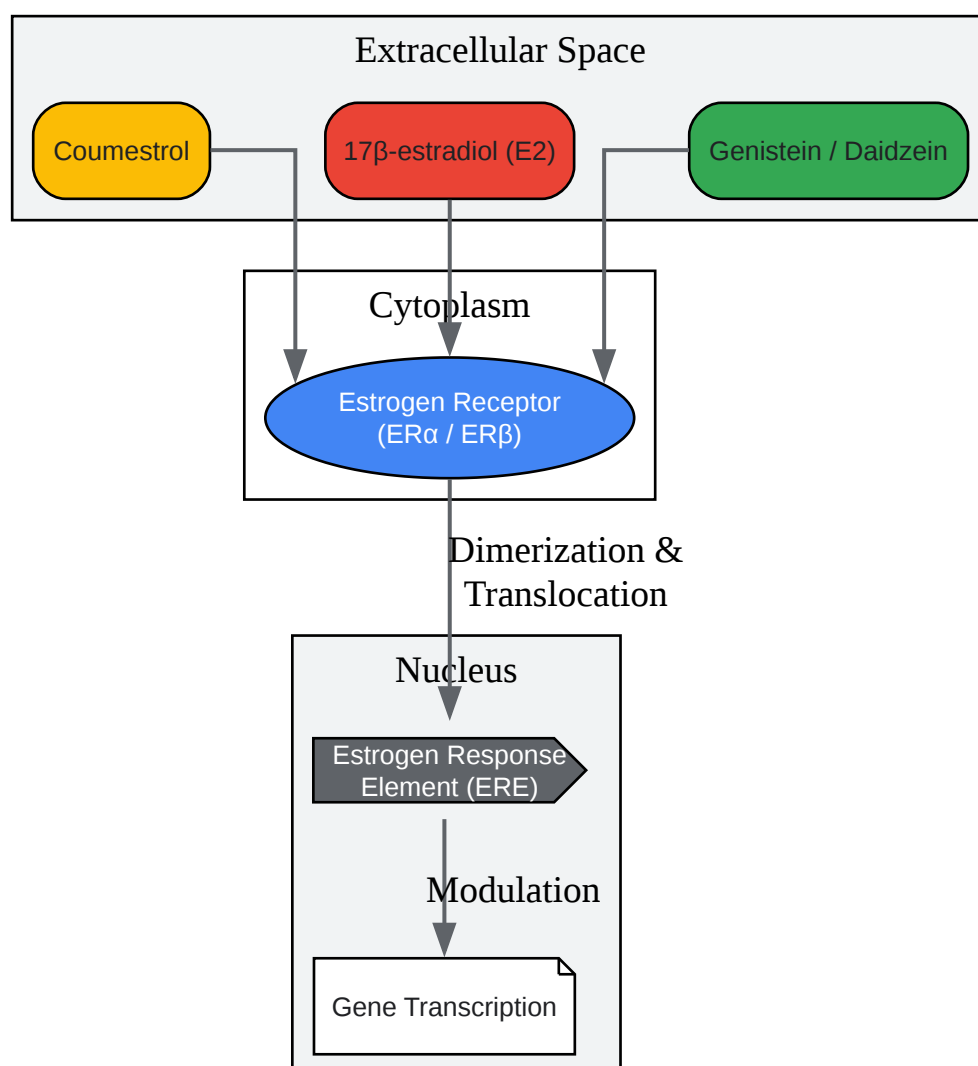 Extracellular Space
Coumestrol
17β-estradiol (E2)
Genistein / Daidzein
Cytoplasm
Estrogen Receptor
(ERα / ERβ)
Dimerization &
Translocation
Nucleus
Estrogen Response
Element (ERE)
Modulation
Gene Transcription